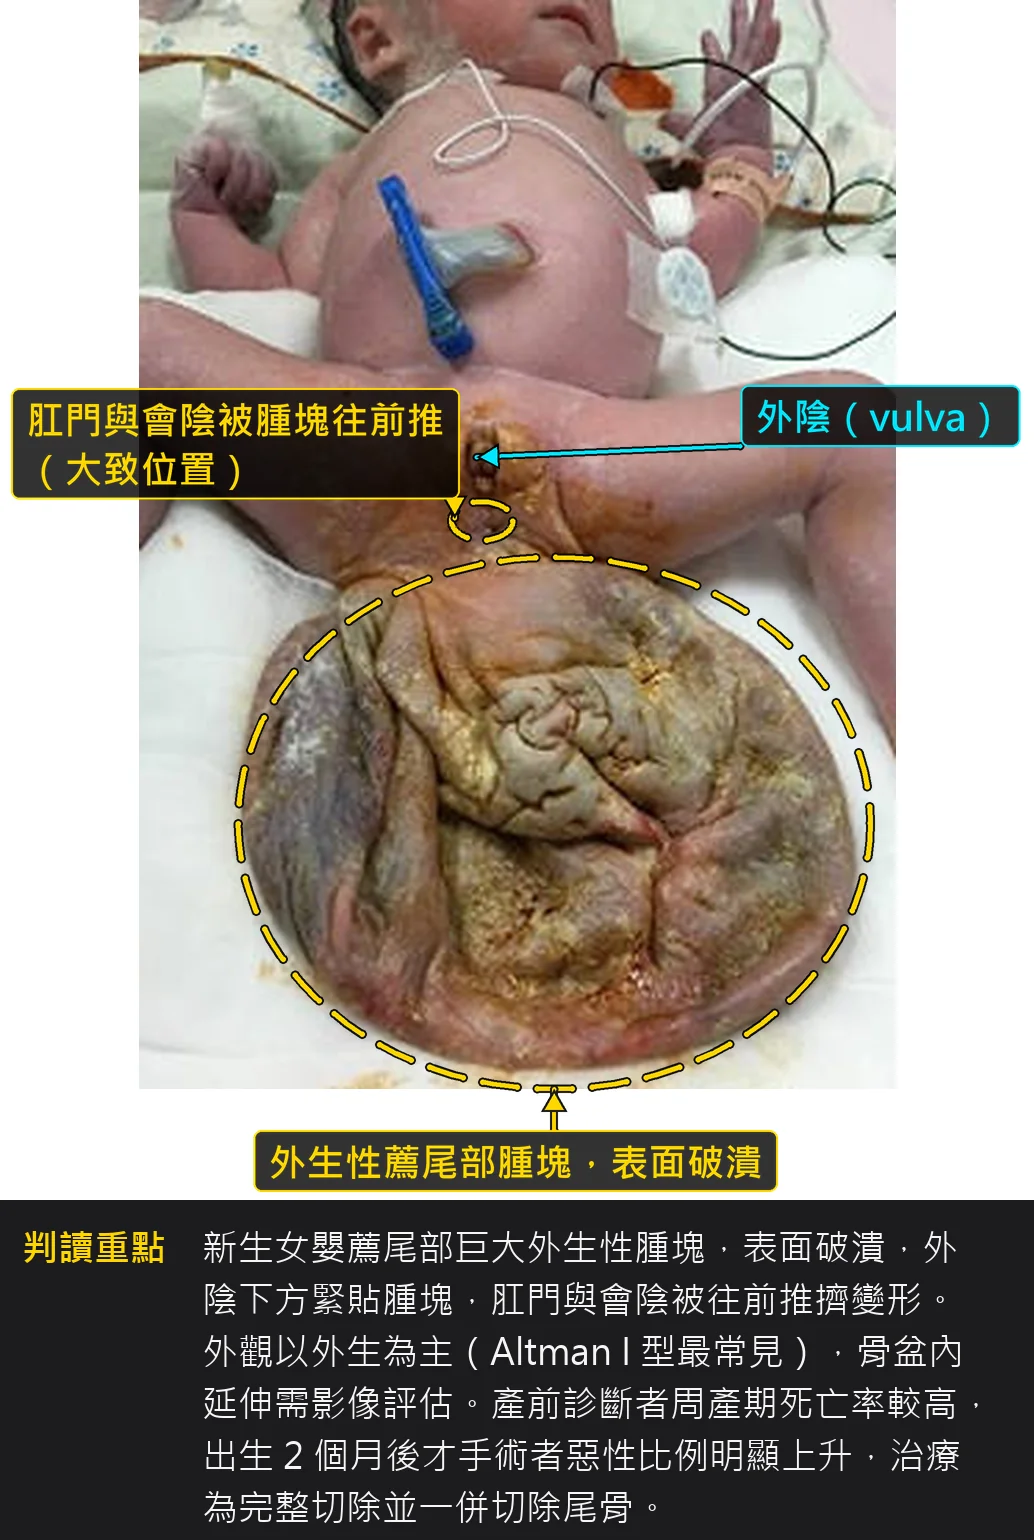 肛門與會陰被腫塊往前推
（大致位置）
外陰（vulva）
外生性薦尾部腫塊，表面破潰
判讀重點
新生女嬰薦尾部巨大外生性腫塊，表面破潰，外
陰下方緊貼腫塊，肛門與會陰被往前推擠變形。
外觀以外生為主（Altman I 型最常見），骨盆內
延伸需影像評估。產前診斷者周產期死亡率較高，
出生 2 個月後才手術者惡性比例明顯上升，治療
為完整切除並一併切除尾骨。